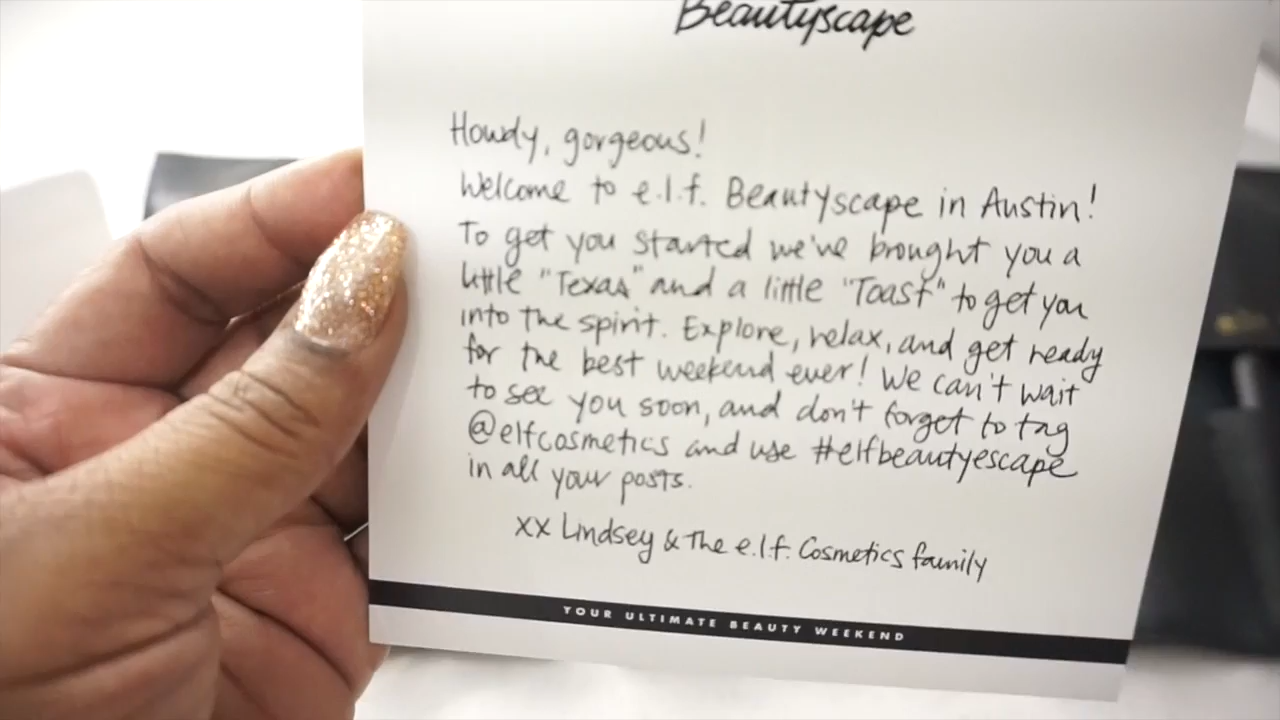 Beautyscape
Howdy, gorgeous!
Welcome to e.l.f. Beautyscape in Austin!
To get you started we've brought you a
little "Texas" and a little "Toast" to get you
into the spirit. Explore, relax, and get ready
for the best weekend ever! We can't wait
to see you soon, and don't forget to tag
@elfcosmetics and use #elfbeautyescape
in all your posts.
xx Lindsey & The e.l.f. Cosmetics family
YOUR ULTIMATE BEAUTY WEEKEND